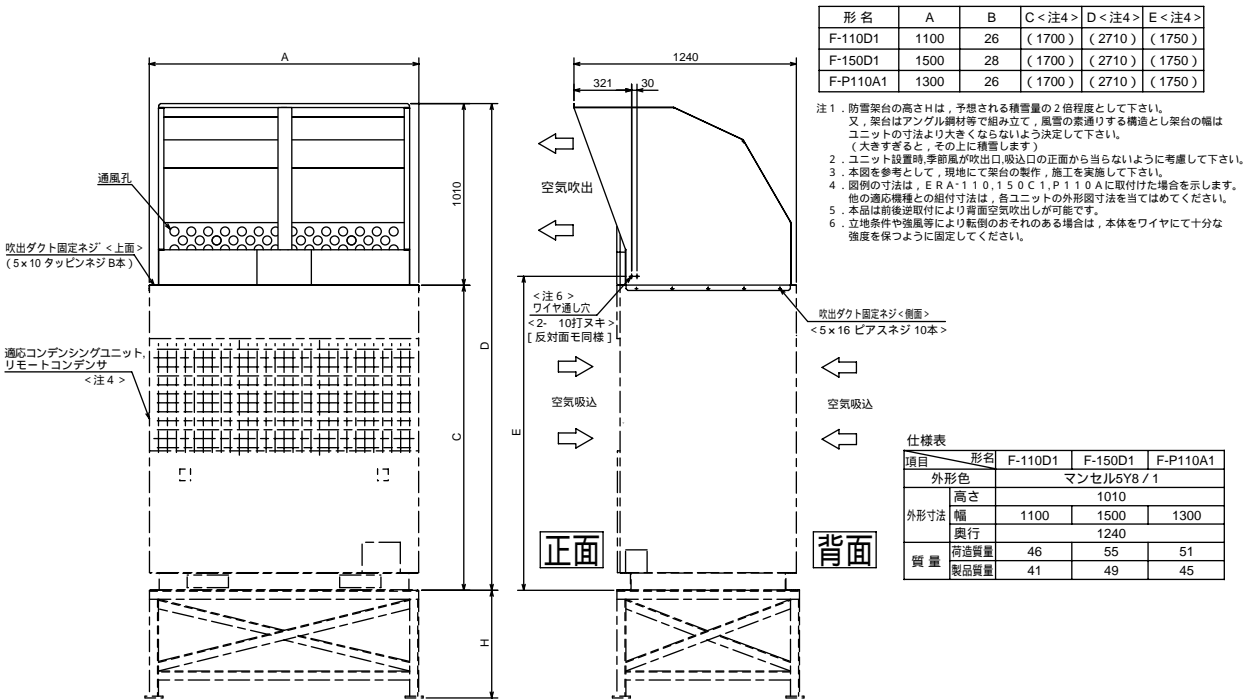 形 名 A B C<注4> D<注4> E<注4>
F-110D1 1100 26 (1700) (2710) (1750)
F-150D1 1500 28 (1700) (2710) (1750)
F-P110A1 1300 26 (1700) (2710) (1750)
注1．防雪架台の高さHは，予想される積雪量の2倍程度として下さい。
又，架台はアングル鋼材等で組み立て，風雪の素通りする構造とし架台の幅は
ユニットの寸法より大きくならないよう決定して下さい。
（大きすぎると，その上に積雪します）
2．ユニット設置時,季節風が吹出口,吸込口の正面から当らないように考慮して下さい。
3．本図を参考として，現地にて架台の製作，施工を実施して下さい。
4．図例の寸法は，ERA-110,150C1,P110Aに取付けた場合を示します。
他の適応機種との組付寸法は，各ユニットの外形図寸法を当てはめてください。
5．本品は前後逆取付により背面空気吹出しが可能です。
6．立地条件や強風等により転倒のおそれのある場合は，本体をワイヤにて十分な
強度を保つように固定してください。
A
1010
通風孔
吹出ダクト固定ネジ<上面>
(5×10 タッピンネジ B本)
適応コンデンシングユニット,
リモートコンデンサ
<注4>
C
D
H
1240
321 30
空気吹出
<注6>
ワイヤ通し穴
<2- 10打ヌキ>
[反対面モ同様]
吹出ダクト固定ネジ<側面>
<5×16 ピアスネジ 10本>
空気吸込
空気吸込
E
正面
背面
仕様表
項目 形名 F-110D1 F-150D1 F-P110A1
外形色 マンセル5Y8/1
外形寸法 高さ 1010
幅 1100 1500 1300
奥行 1240
質 量 荷造質量 46 55 51
製品質量 41 49 45